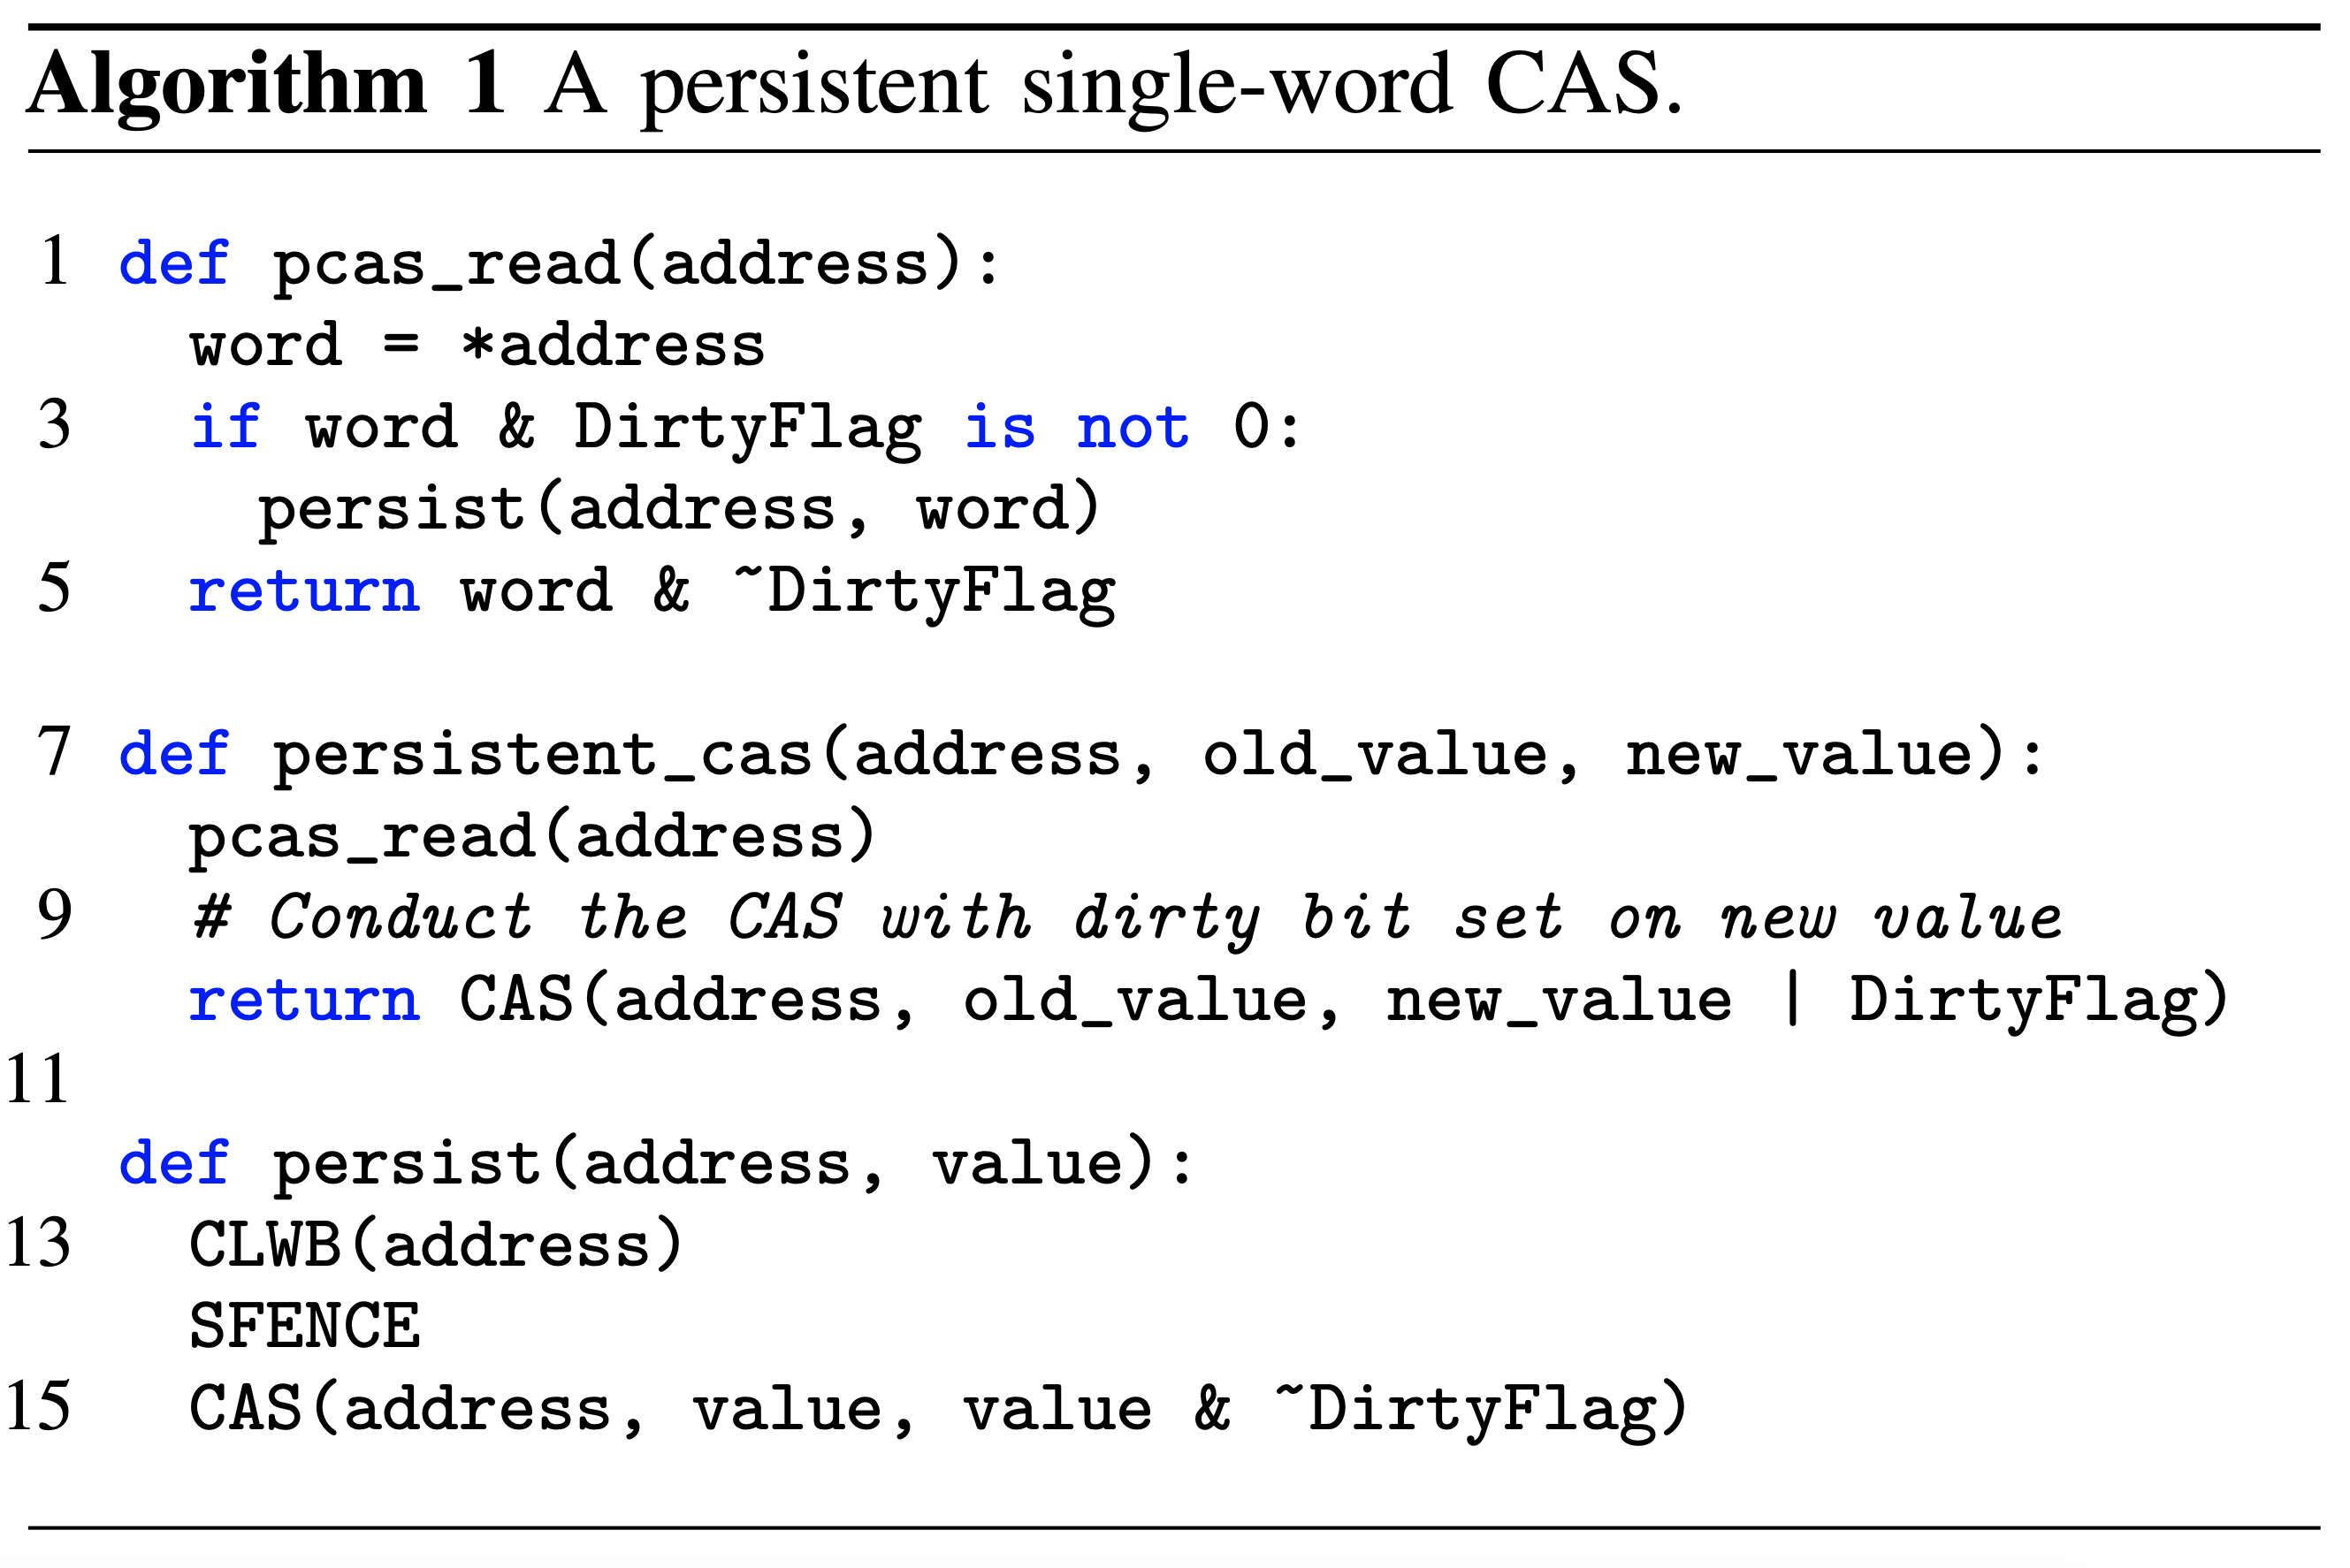 Algorithm 1 A persistent single-word CAS.
1 def pcas_read(address):
word = *address
3 if word & DirtyFlag is not 0:
persist(address, word)
5 return word & ~DirtyFlag
7 def persistent_cas(address, old_value, new_value):
pcas_read(address)
9 # Conduct the CAS with dirty bit set on new value
return CAS(address, old_value, new_value | DirtyFlag)
11
def persist(address, value):
13 CLWB(address)
SFENCE
15 CAS(address, value, value & ~DirtyFlag)